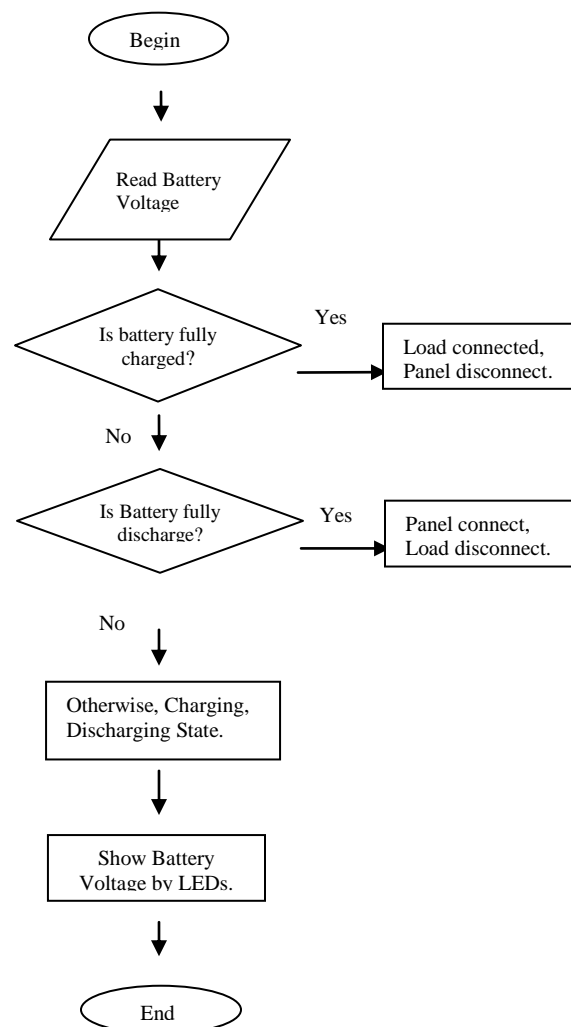 Begin
Read Battery
Voltage
Is battery fully
charged?
Yes
Load connected,
Panel disconnect.
No
Is Battery fully
discharge?
Yes
Panel connect,
Load disconnect.
No
Otherwise, Charging,
Discharging State.
Show Battery
Voltage by LEDs.
End